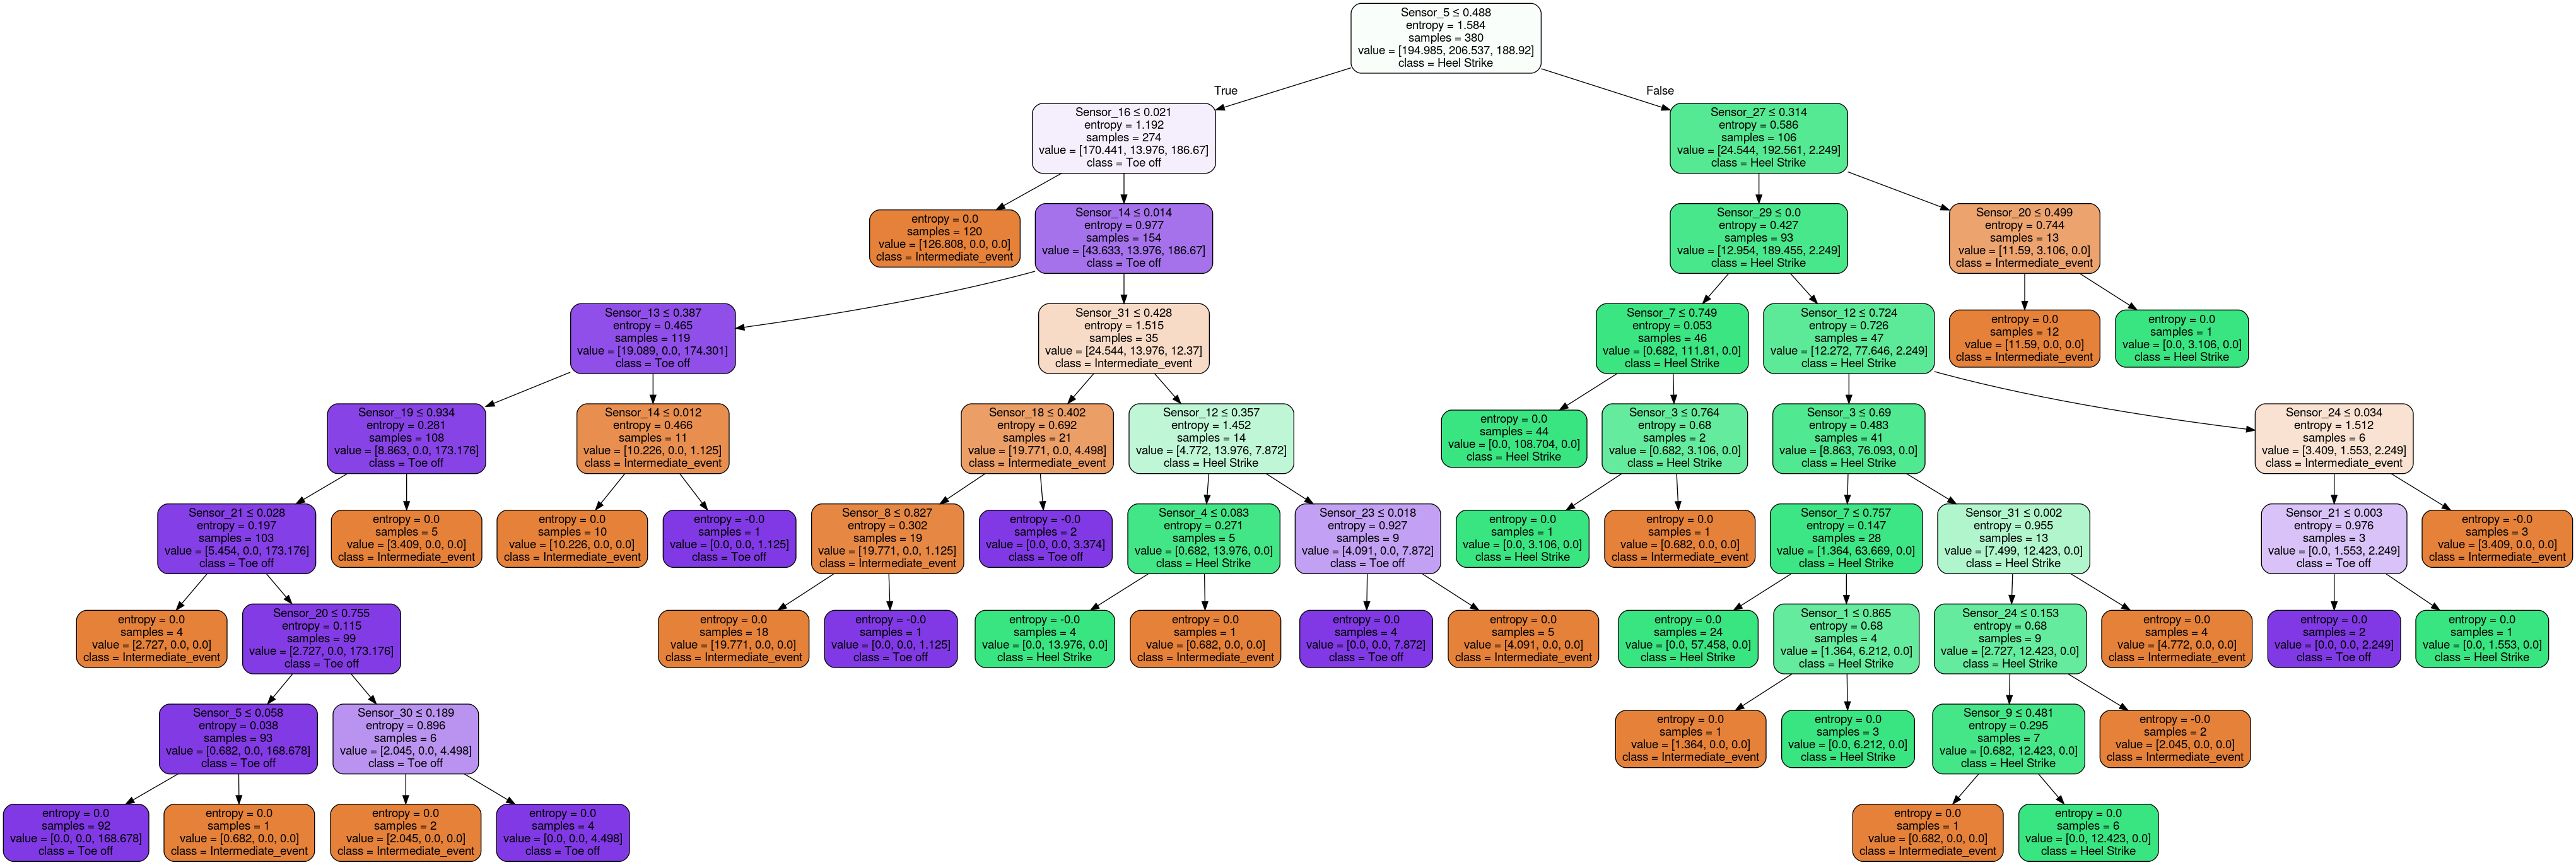 Sensor_5 ≤ 0.488
entropy = 1.584
samples = 380
value = [194.985, 206.537, 188.92]
class = Heel Strike
True
False
Sensor_16 ≤ 0.021
entropy = 1.192
samples = 274
value = [170.441, 13.976, 186.67]
class = Toe off
Sensor_27 ≤ 0.314
entropy = 0.586
samples = 106
value = [24.544, 192.561, 2.249]
class = Heel Strike
entropy = 0.0
samples = 120
value = [126.808, 0.0, 0.0]
class = Intermediate_event
Sensor_14 ≤ 0.014
entropy = 0.977
samples = 154
value = [43.633, 13.976, 186.67]
class = Toe off
Sensor_29 ≤ 0.0
entropy = 0.427
samples = 93
value = [12.954, 189.455, 2.249]
class = Heel Strike
Sensor_20 ≤ 0.499
entropy = 0.744
samples = 13
value = [11.59, 3.106, 0.0]
class = Intermediate_event
Sensor_13 ≤ 0.387
entropy = 0.465
samples = 119
value = [19.089, 0.0, 174.301]
class = Toe off
Sensor_31 ≤ 0.428
entropy = 1.515
samples = 35
value = [24.544, 13.976, 12.37]
class = Intermediate_event
Sensor_7 ≤ 0.749
entropy = 0.053
samples = 46
value = [0.682, 111.81, 0.0]
class = Heel Strike
Sensor_12 ≤ 0.724
entropy = 0.726
samples = 47
value = [12.272, 77.646, 2.249]
class = Heel Strike
entropy = 0.0
samples = 12
value = [11.59, 0.0, 0.0]
class = Intermediate_event
entropy = 0.0
samples = 1
value = [0.0, 3.106, 0.0]
class = Heel Strike
Sensor_19 ≤ 0.934
entropy = 0.281
samples = 108
value = [8.863, 0.0, 173.176]
class = Toe off
Sensor_14 ≤ 0.012
entropy = 0.466
samples = 11
value = [10.226, 0.0, 1.125]
class = Intermediate_event
Sensor_18 ≤ 0.402
entropy = 0.692
samples = 21
value = [19.771, 0.0, 4.498]
class = Intermediate_event
Sensor_12 ≤ 0.357
entropy = 1.452
samples = 14
value = [4.772, 13.976, 7.872]
class = Heel Strike
entropy = 0.0
samples = 44
value = [0.0, 108.704, 0.0]
class = Heel Strike
Sensor_3 ≤ 0.764
entropy = 0.68
samples = 2
value = [0.682, 3.106, 0.0]
class = Heel Strike
Sensor_3 ≤ 0.69
entropy = 0.483
samples = 41
value = [8.863, 76.093, 0.0]
class = Heel Strike
Sensor_24 ≤ 0.034
entropy = 1.512
samples = 6
value = [3.409, 1.553, 2.249]
class = Intermediate_event
Sensor_21 ≤ 0.028
entropy = 0.197
samples = 103
value = [5.454, 0.0, 173.176]
class = Toe off
entropy = 0.0
samples = 5
value = [3.409, 0.0, 0.0]
class = Intermediate_event
entropy = 0.0
samples = 10
value = [10.226, 0.0, 0.0]
class = Intermediate_event
entropy = -0.0
samples = 1
value = [0.0, 0.0, 1.125]
class = Toe off
Sensor_8 ≤ 0.827
entropy = 0.302
samples = 19
value = [19.771, 0.0, 1.125]
class = Intermediate_event
entropy = -0.0
samples = 2
value = [0.0, 0.0, 3.374]
class = Toe off
Sensor_4 ≤ 0.083
entropy = 0.271
samples = 5
value = [0.682, 13.976, 0.0]
class = Heel Strike
Sensor_23 ≤ 0.018
entropy = 0.927
samples = 9
value = [4.091, 0.0, 7.872]
class = Toe off
entropy = 0.0
samples = 1
value = [0.0, 3.106, 0.0]
class = Heel Strike
entropy = 0.0
samples = 1
value = [0.682, 0.0, 0.0]
class = Intermediate_event
Sensor_7 ≤ 0.757
entropy = 0.147
samples = 28
value = [1.364, 63.669, 0.0]
class = Heel Strike
Sensor_31 ≤ 0.002
entropy = 0.955
samples = 13
value = [7.499, 12.423, 0.0]
class = Heel Strike
Sensor_21 ≤ 0.003
entropy = 0.976
samples = 3
value = [0.0, 1.553, 2.249]
class = Toe off
entropy = -0.0
samples = 3
value = [3.409, 0.0, 0.0]
class = Intermediate_event
entropy = 0.0
samples = 4
value = [2.727, 0.0, 0.0]
class = Intermediate_event
Sensor_20 ≤ 0.755
entropy = 0.115
samples = 99
value = [2.727, 0.0, 173.176]
class = Toe off
entropy = 0.0
samples = 18
value = [19.771, 0.0, 0.0]
class = Intermediate_event
entropy = -0.0
samples = 1
value = [0.0, 0.0, 1.125]
class = Toe off
entropy = -0.0
samples = 4
value = [0.0, 13.976, 0.0]
class = Heel Strike
entropy = 0.0
samples = 1
value = [0.682, 0.0, 0.0]
class = Intermediate_event
entropy = 0.0
samples = 4
value = [0.0, 0.0, 7.872]
class = Toe off
entropy = 0.0
samples = 5
value = [4.091, 0.0, 0.0]
class = Intermediate_event
entropy = 0.0
samples = 24
value = [0.0, 57.458, 0.0]
class = Heel Strike
Sensor_1 ≤ 0.865
entropy = 0.68
samples = 4
value = [1.364, 6.212, 0.0]
class = Heel Strike
Sensor_24 ≤ 0.153
entropy = 0.68
samples = 9
value = [2.727, 12.423, 0.0]
class = Heel Strike
entropy = 0.0
samples = 4
value = [4.772, 0.0, 0.0]
class = Intermediate_event
entropy = 0.0
samples = 2
value = [0.0, 0.0, 2.249]
class = Toe off
entropy = 0.0
samples = 1
value = [0.0, 1.553, 0.0]
class = Heel Strike
Sensor_5 ≤ 0.058
entropy = 0.038
samples = 93
value = [0.682, 0.0, 168.678]
class = Toe off
Sensor_30 ≤ 0.189
entropy = 0.896
samples = 6
value = [2.045, 0.0, 4.498]
class = Toe off
entropy = 0.0
samples = 1
value = [1.364, 0.0, 0.0]
class = Intermediate_event
entropy = 0.0
samples = 3
value = [0.0, 6.212, 0.0]
class = Heel Strike
Sensor_9 ≤ 0.481
entropy = 0.295
samples = 7
value = [0.682, 12.423, 0.0]
class = Heel Strike
entropy = -0.0
samples = 2
value = [2.045, 0.0, 0.0]
class = Intermediate_event
entropy = 0.0
samples = 92
value = [0.0, 0.0, 168.678]
class = Toe off
entropy = 0.0
samples = 1
value = [0.682, 0.0, 0.0]
class = Intermediate_event
entropy = 0.0
samples = 2
value = [2.045, 0.0, 0.0]
class = Intermediate_event
entropy = 0.0
samples = 4
value = [0.0, 0.0, 4.498]
class = Toe off
entropy = 0.0
samples = 1
value = [0.682, 0.0, 0.0]
class = Intermediate_event
entropy = 0.0
samples = 6
value = [0.0, 12.423, 0.0]
class = Heel Strike